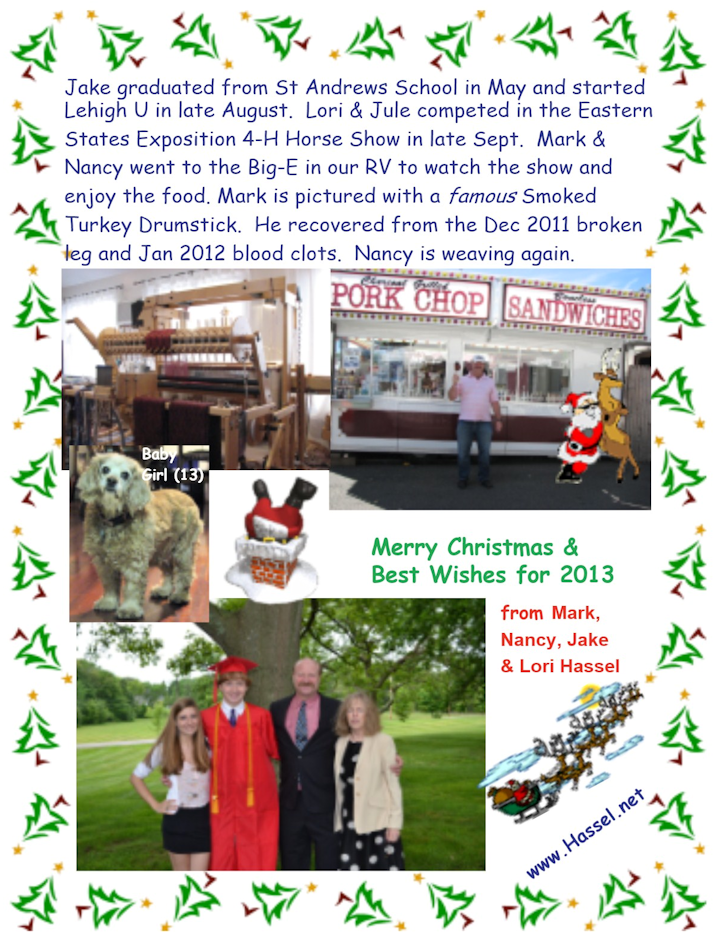 Jake graduated from St Andrews School in May and started
Lehigh U in late August.  Lori & Jule competed in the Eastern
States Exposition 4-H Horse Show in late Sept.  Mark &
Nancy went to the Big-E in our RV to watch the show and
enjoy the food. Mark is pictured with a famous Smoked
Turkey Drumstick.  He recovered from the Dec 2011 broken
leg and Jan 2012 blood clots.  Nancy is weaving again.
Charcoal Grilled
PORK CHOP
Boneless
SANDWICHES
Baby
Girl (13)
Merry Christmas &
Best Wishes for 2013
from Mark,
Nancy, Jake
& Lori Hassel
www.Hassel.net